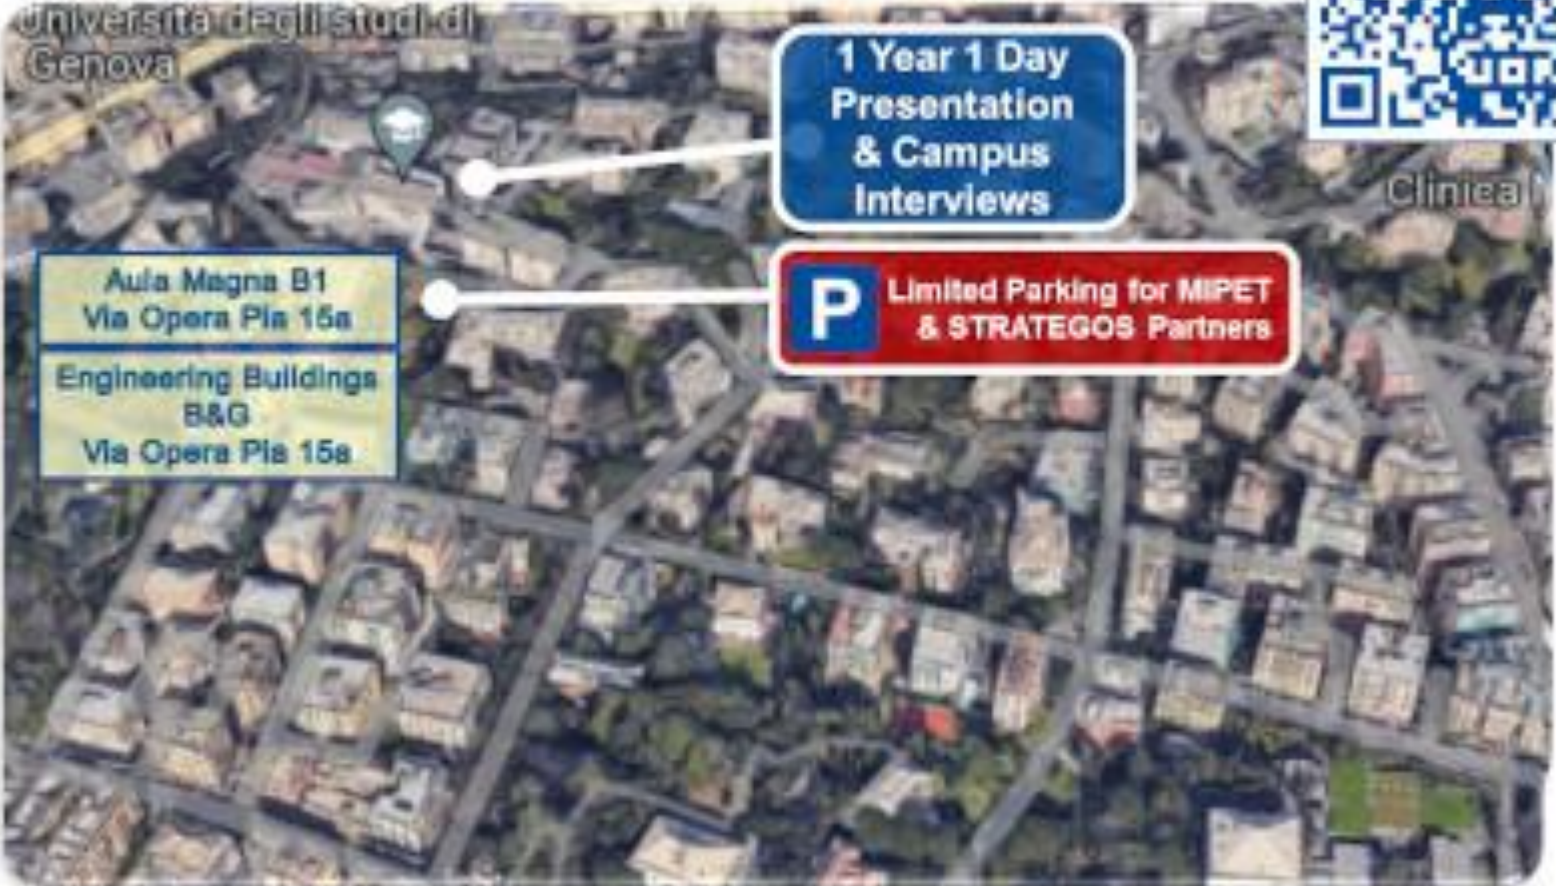 Università degli studi di
Genova
1 Year 1 Day
Presentation
& Campus
Interviews
Clinica
Aula Magna B1
Via Opera Pia 15a
P
Limited Parking for MIPET
& STRATEGOS Partners
Engineering Buildings
B&G
Via Opera Pia 15a